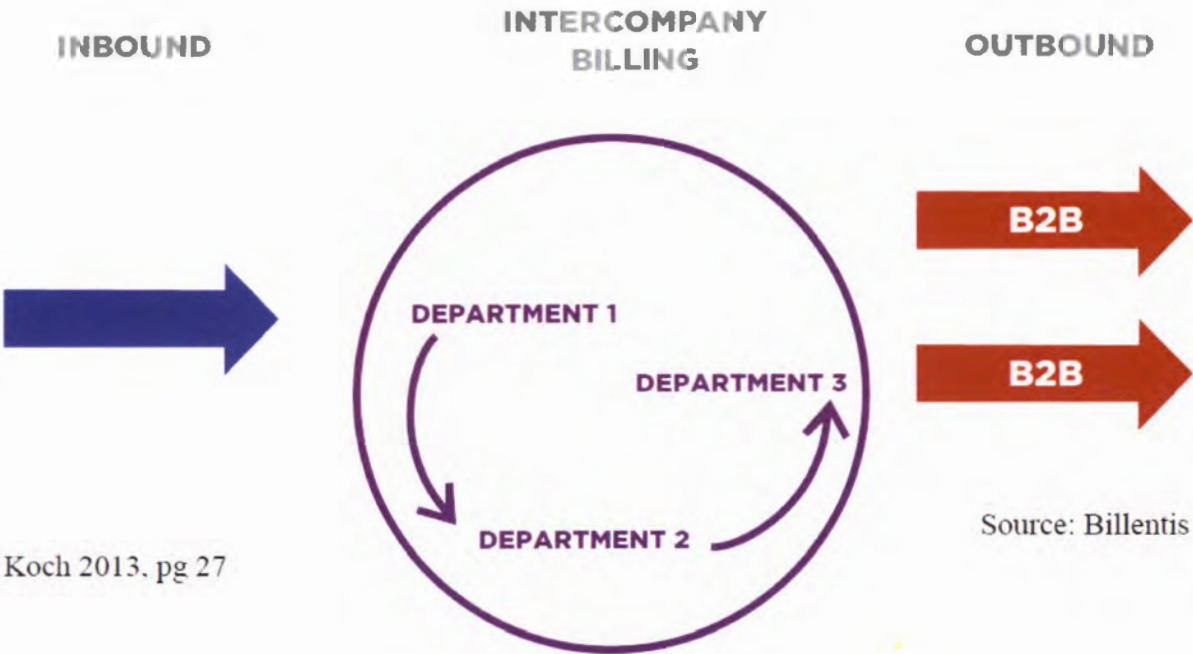 INBOUND
INTERCOMPANY
BILLING
OUTBOUND
B2B
DEPARTMENT 1
DEPARTMENT 3
B2B
DEPARTMENT 2
Source: Billentis
Koch 2013, pg 27